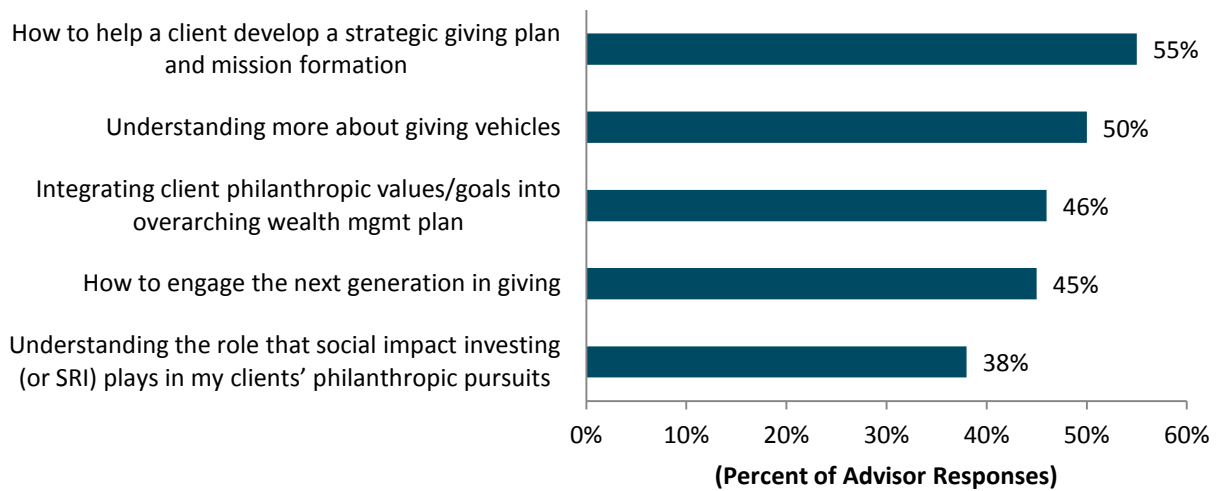 How to help a client develop a strategic giving plan
and mission formation
55%
Understanding more about giving vehicles
50%
Integrating client philanthropic values/goals into
overarching wealth mgmt plan
46%
How to engage the next generation in giving
45%
Understanding the role that social impact investing
(or SRI) plays in my clients’ philanthropic pursuits
38%
0% 10% 20% 30% 40% 50% 60%
(Percent of Advisor Responses)